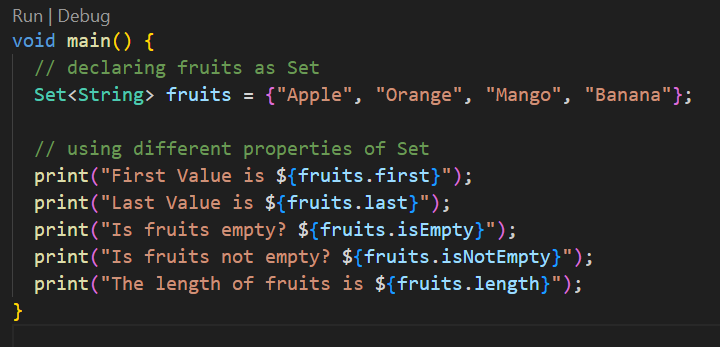 Run | Debug
void main() {
  // declaring fruits as Set
  Set<String> fruits = {"Apple", "Orange", "Mango", "Banana"};

  // using different properties of Set
  print("First Value is ${fruits.first}");
  print("Last Value is ${fruits.last}");
  print("Is fruits empty? ${fruits.isEmpty}");
  print("Is fruits not empty? ${fruits.isNotEmpty}");
  print("The length of fruits is ${fruits.length}");
}